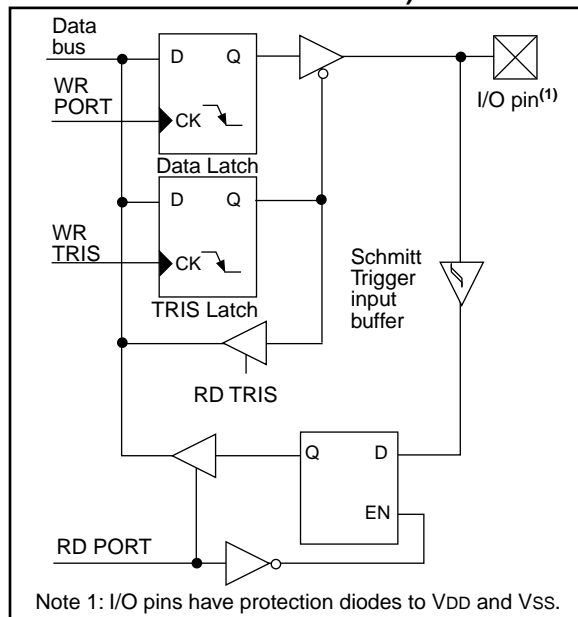 Data
bus
D Q
WR
PORT
CK
I/O pin(1)
Data Latch
D Q
WR
TRIS
CK
Schmitt
Trigger
input
buffer
TRIS Latch
RD TRIS
Q D
EN
RD PORT
Note 1: I/O pins have protection diodes to VDD and VSS.